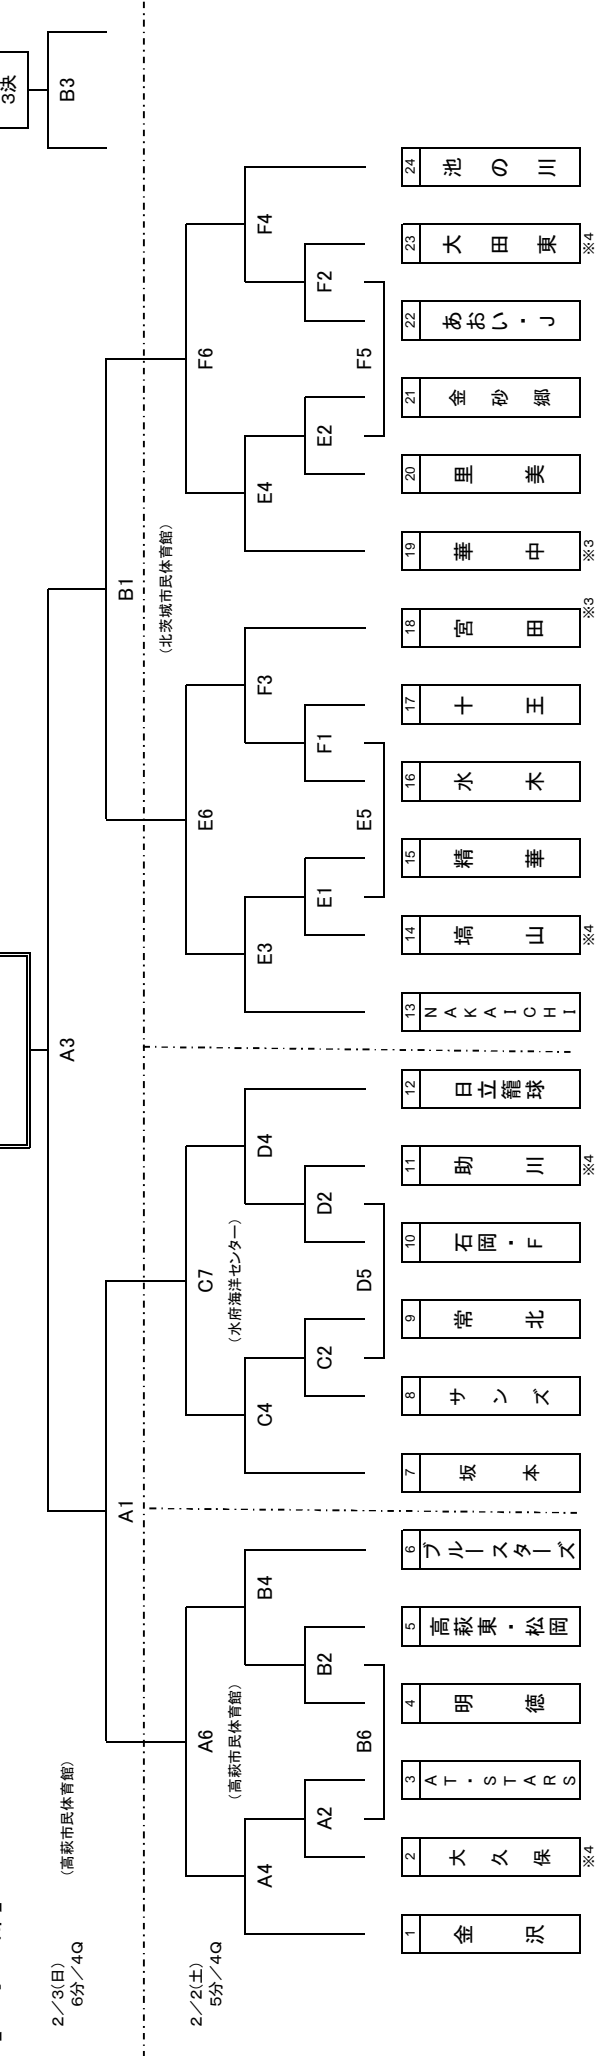 3決
B3
A3
B1
A1
（高萩市民体育館）
2／3(日)
6分／4Q
2／2(土)
5分／4Q
（北茨城市民体育館）
F6
E6
C7
（水府海洋センター）
A6
（高萩市民体育館）
F4
E4
F3
E3
D4
C4
B4
A4
F2
E2
F1
E1
D2
C2
B2
A2
F5
E5
D5
B6
24 池の川
23 大田東 ※4
22 あおい・J
21 金砂郷
20 里美
19 華中 ※3
18 宮田 ※3
17 十王
16 水木
15 精華
14 塙山 ※4
13 NAKAICHI
12 日立籠球
11 助川 ※4
10 石岡・F
9 常北
8 サンズ
7 坂本
6 ブルースターズ
5 高萩東・松岡
4 明徳
3 AT・STARS
2 大久保 ※4
1 金沢